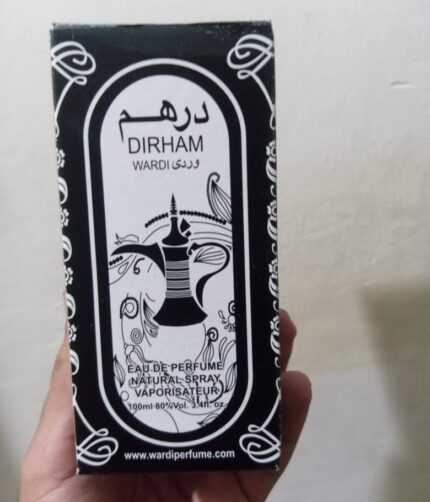 درهم
DIRHAM
WARDI وردي
EAU DE PERFUME
NATURAL SPRAY
VAPORISATEUR
100ml 80%Vol. 3.4fl. oz
www.wardiperfume.com